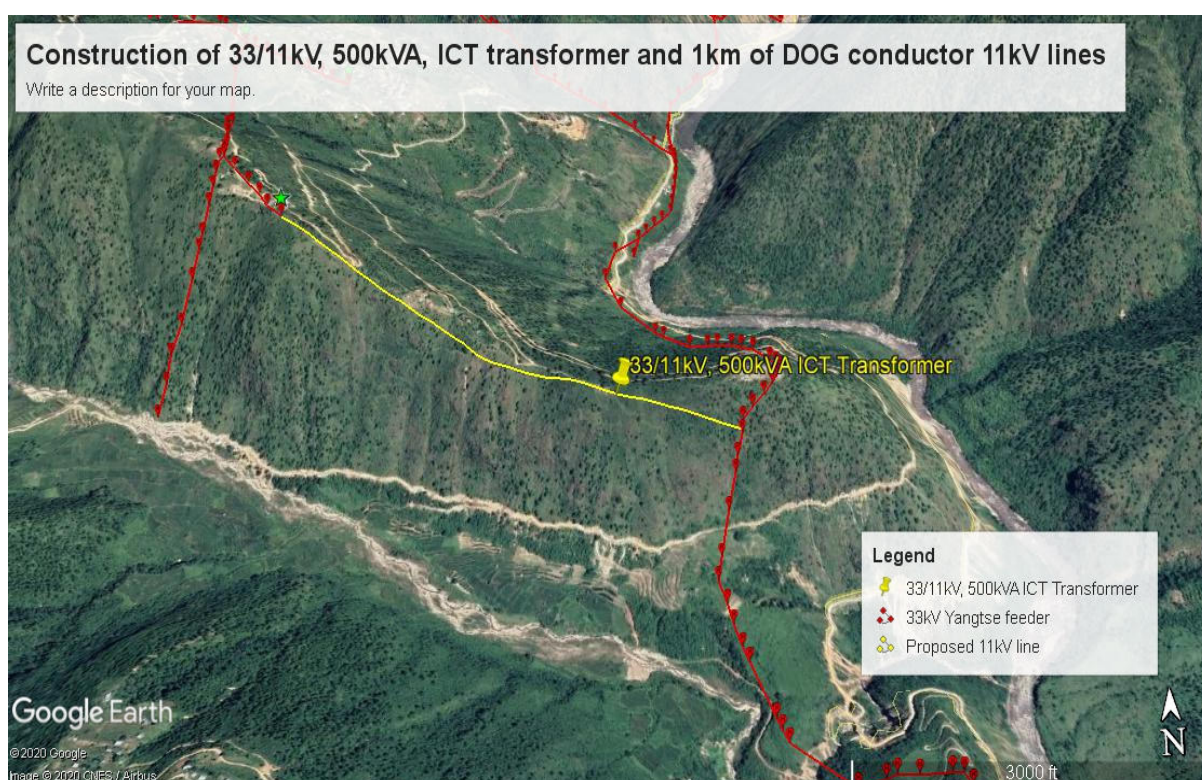 Construction of 33/11kV, 500kVA, ICT transformer and 1km of DOG conductor 11kV lines
Write a description for your map.
33/11kV, 500kVA ICT Transformer
Legend
33/11kV, 500kVA ICT Transformer
33kV Yangtse feeder
Proposed 11kV line
Google Earth
©2020 Google
Image © 2020 CNES / Airbus
3000 ft
N